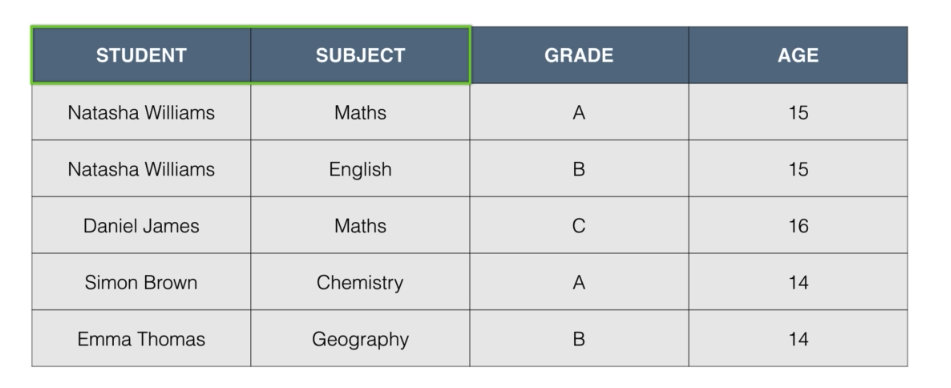 STUDENT SUBJECT GRADE AGE
Natasha Williams Maths A 15
Natasha Williams English B 15
Daniel James Maths C 16
Simon Brown Chemistry A 14
Emma Thomas Geography B 14